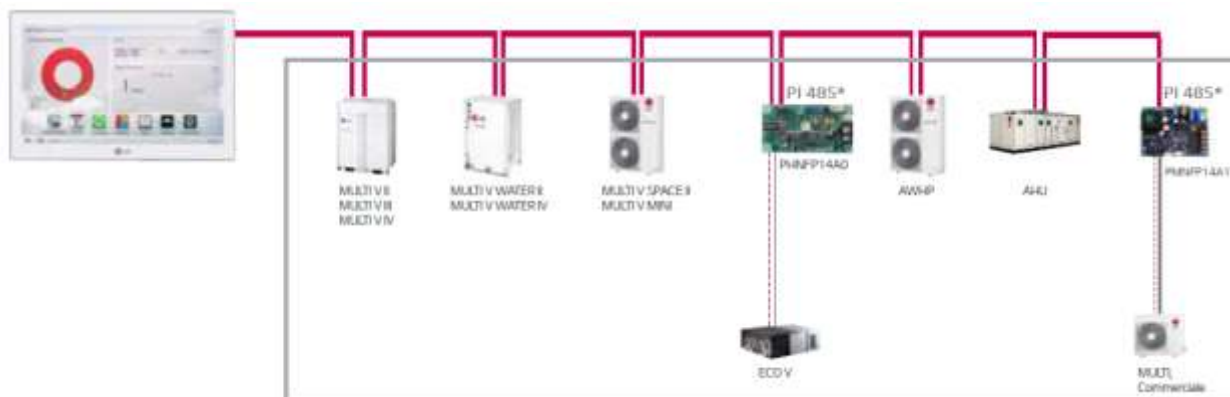 PI 485*
PI 485*
PHNFP14A0
PMNFP14A1
MULTI V II
MULTI V III
MULTI V IV
MULTI V WATER II
MULTI V WATER IV
MULTI V SPACE II
MULTI V MINI
AWHP
AHU
ECO V
MULTI,
Commerciale
LG